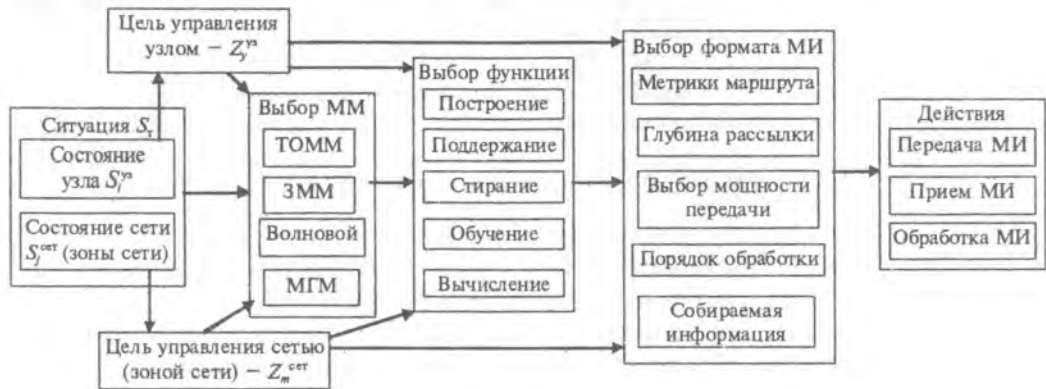 Цель управления
узлом – Z_y^уз
Ситуация S_т
Состояние
узла S_i^уз
Состояние сети
S_j^сет (зоны сети)
Цель управления сетью
(зоной сети) – Z_m^сет
Выбор ММ
ТОММ
ЗММ
Волновой
МГМ
Выбор функции
Построение
Поддержание
Стирание
Обучение
Вычисление
Выбор формата МИ
Метрики маршрута
Глубина рассылки
Выбор мощности
передачи
Порядок обработки
Собираемая
информация
Действия
Передача МИ
Прием МИ
Обработка МИ